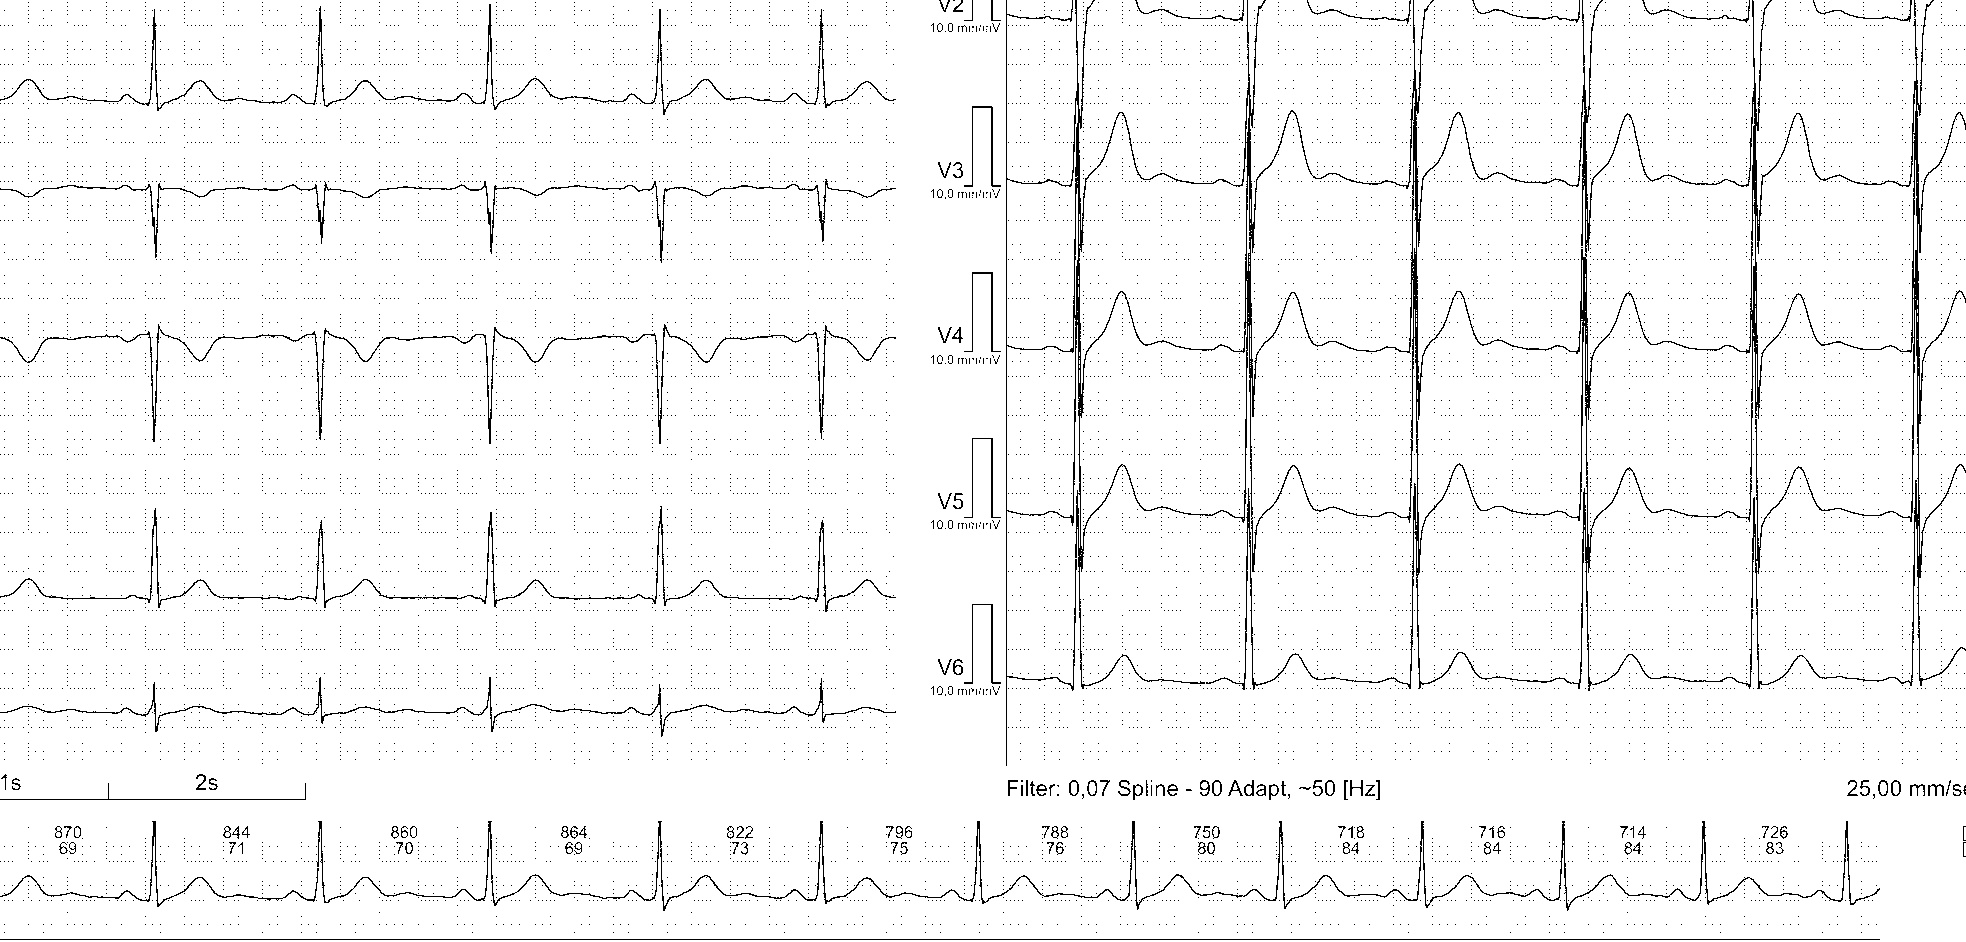 V2
10.0 mm/mV
V3
10.0 mm/mV
V4
10.0 mm/mV
V5
10.0 mm/mV
V6
10.0 mm/mV
1s 2s
Filter: 0,07 Spline - 90 Adapt, ~50 [Hz] 25,00 mm/se
870 844 860 864 822 796 788 750 718 716 714 726
69 71 70 69 73 75 76 80 84 84 84 83